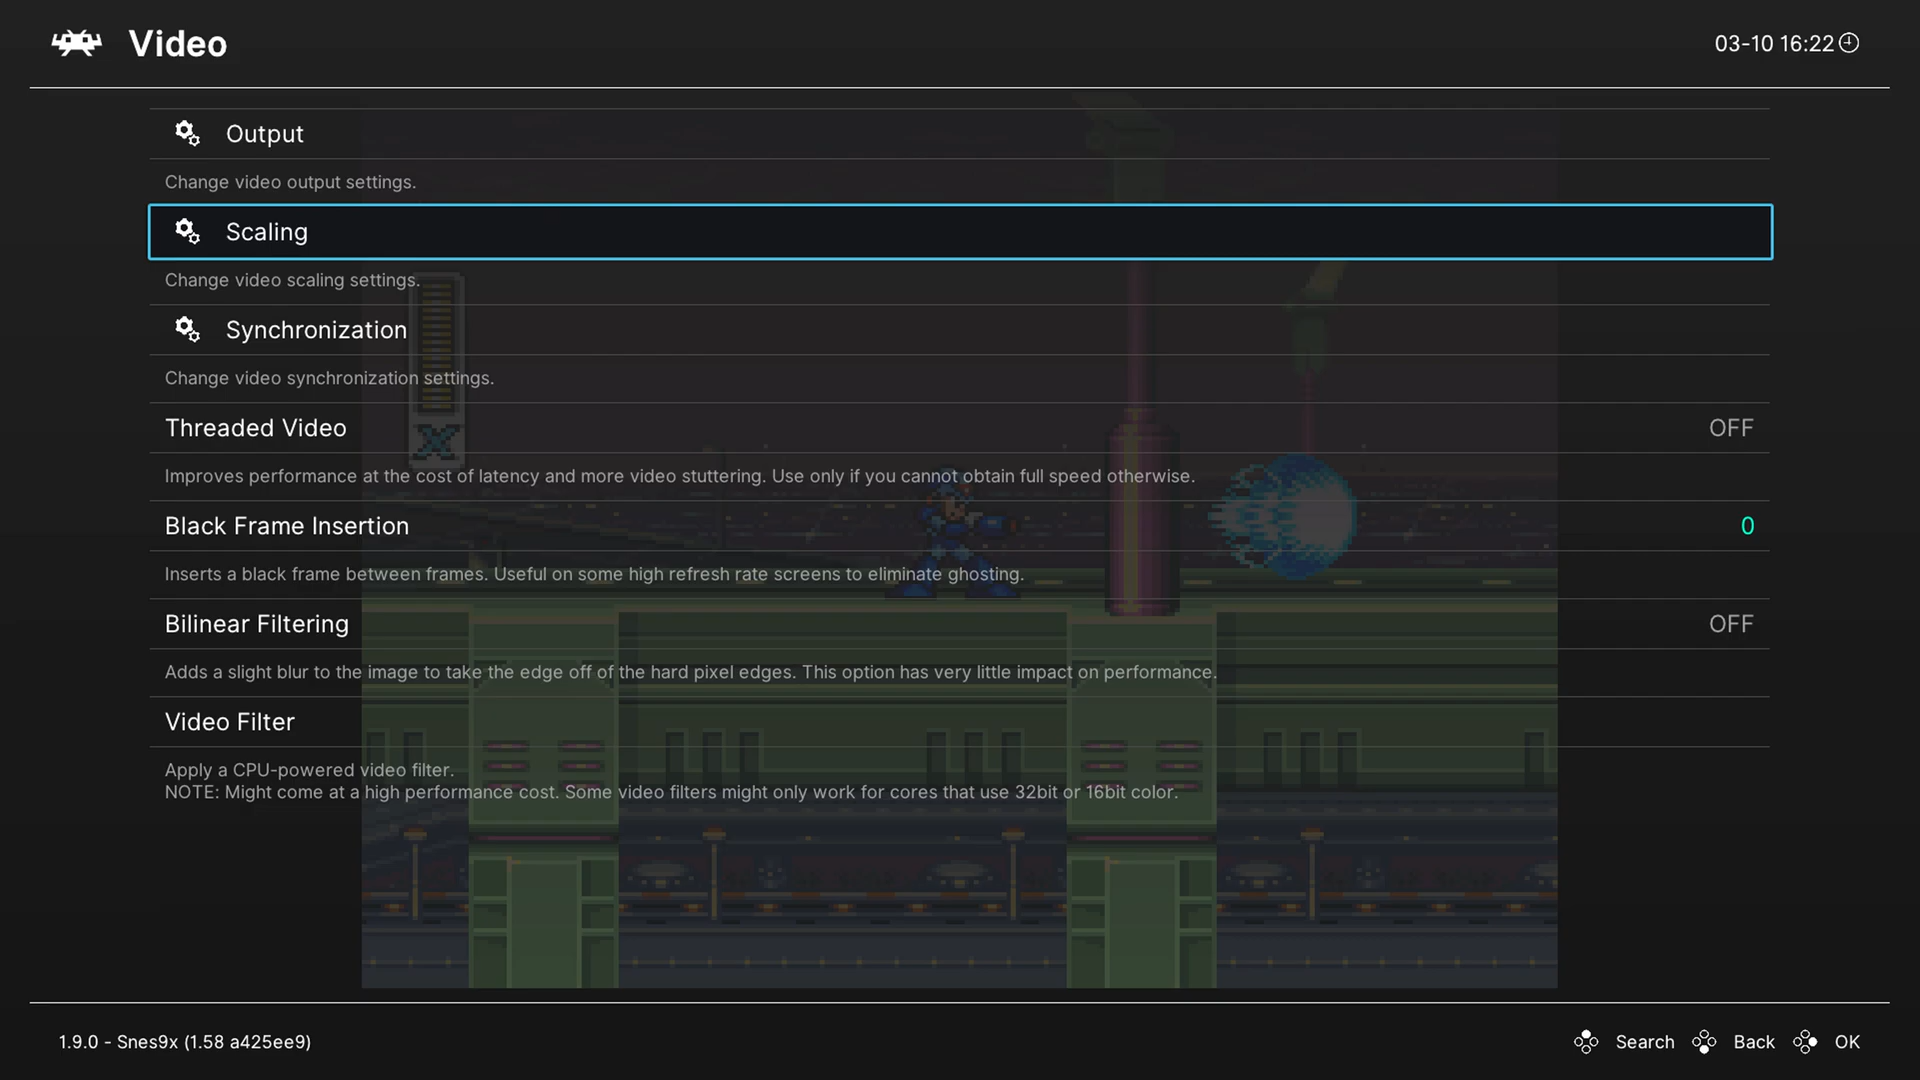 Video
03-10 16:22
Output
Change video output settings.
Scaling
Change video scaling settings.
Synchronization
Change video synchronization settings.
Threaded Video OFF
Improves performance at the cost of latency and more video stuttering. Use only if you cannot obtain full speed otherwise.
Black Frame Insertion 0
Inserts a black frame between frames. Useful on some high refresh rate screens to eliminate ghosting.
Bilinear Filtering OFF
Adds a slight blur to the image to take the edge off of the hard pixel edges. This option has very little impact on performance.
Video Filter
Apply a CPU-powered video filter.
NOTE: Might come at a high performance cost. Some video filters might only work for cores that use 32bit or 16bit color.
X
1.9.0 - Snes9x (1.58 a425ee9)
Search Back OK